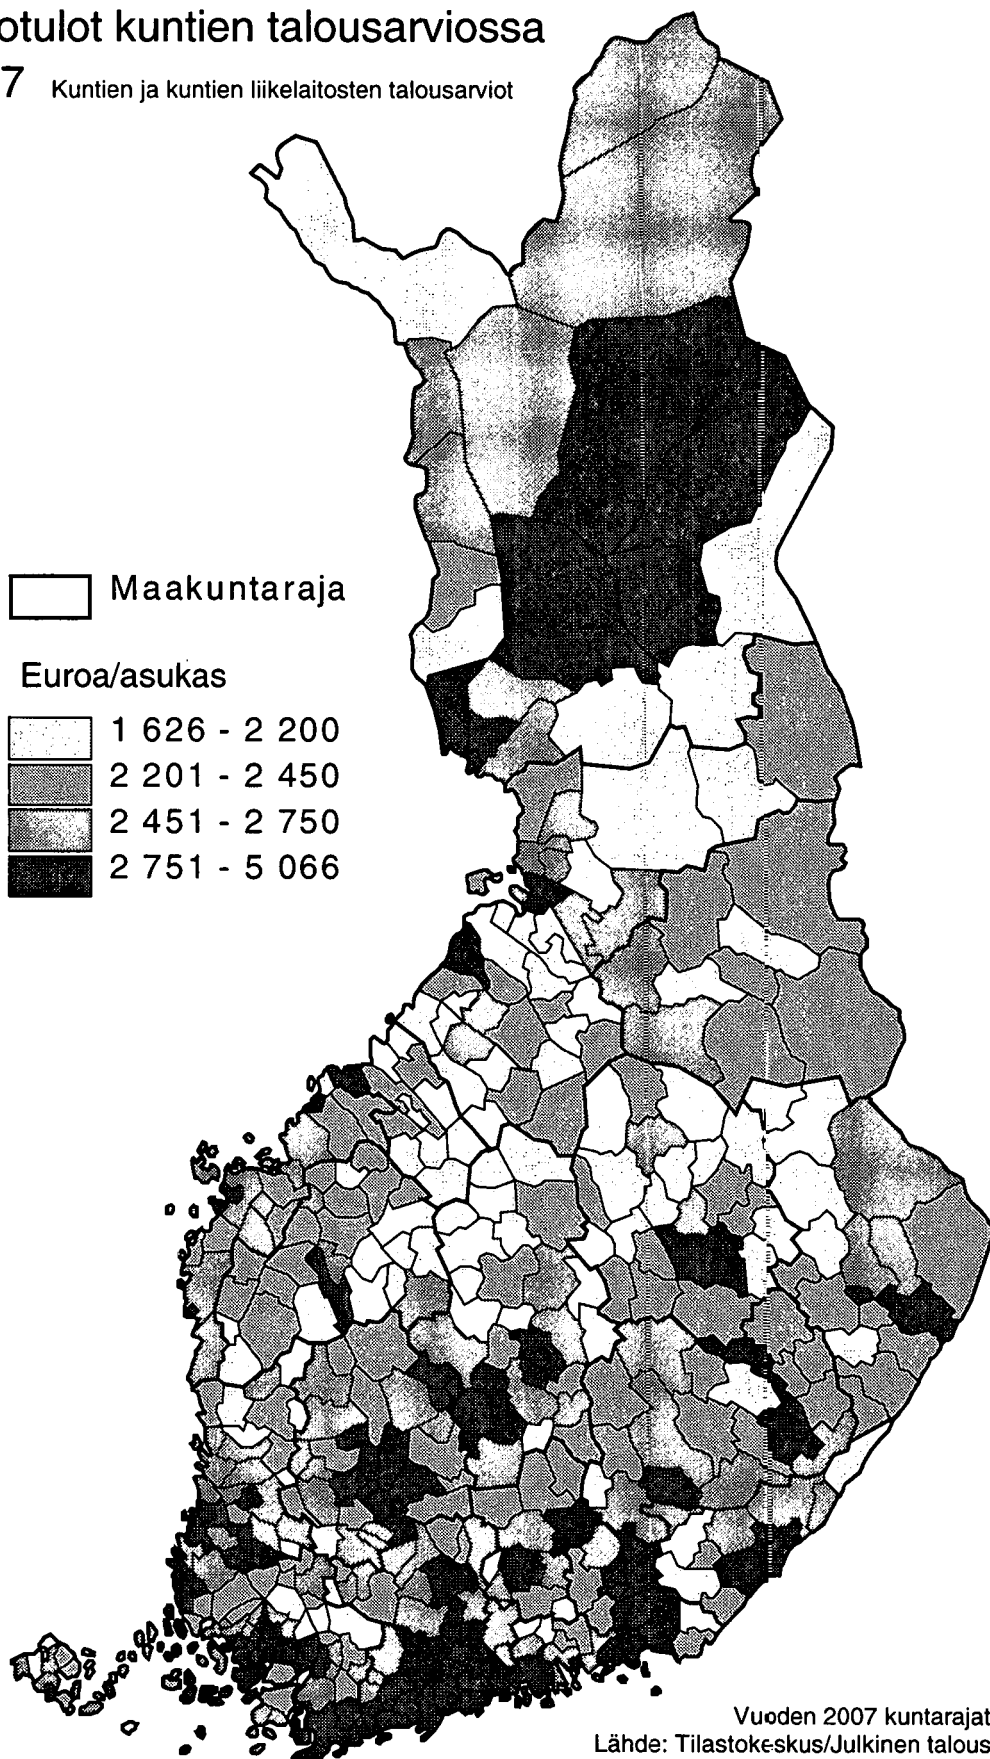 otulot kuntien talousarviossa
7 Kuntien ja kuntien liikelaitosten talousarviot
Maakuntaraja
Euroa/asukas
1 626 - 2 200
2 201 - 2 450
2 451 - 2 750
2 751 - 5 066
Vuoden 2007 kuntarajat
Lähde: Tilastokeskus/Julkinen talous